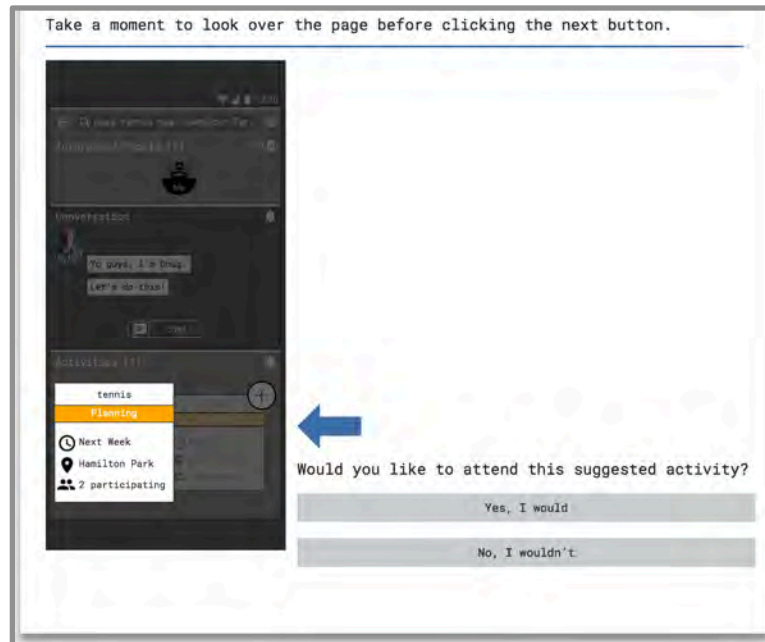 Take a moment to look over the page before clicking the next button.
Conversation
Yo guys, I'm Doug.
Let's do this!
Activities (1)
tennis
Planning
Next Week
Hamilton Park
2 participating
Would you like to attend this suggested activity?
Yes, I would
No, I wouldn't